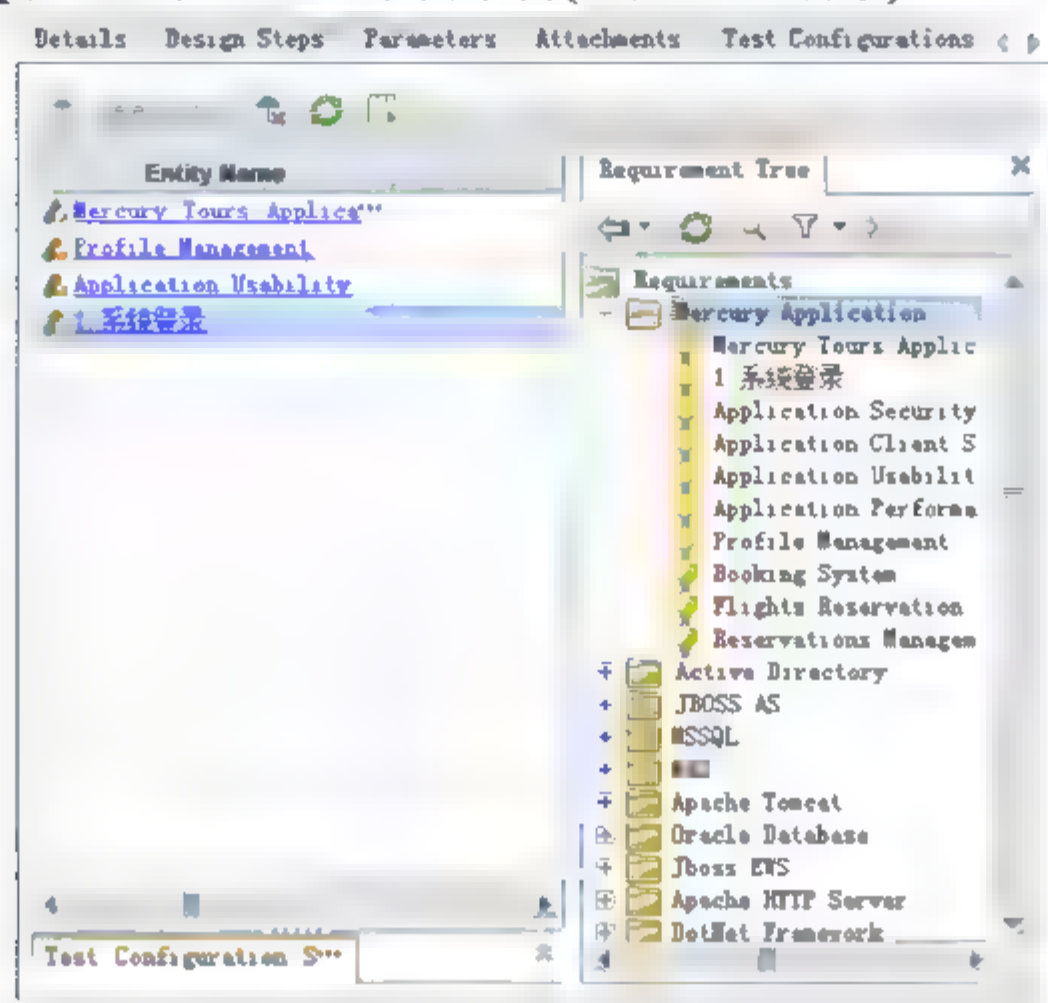 Details Design Steps Parameters Attachments Test Configurations
Entity Name
Mercury Tours Applica…
Profile Management
Application Usability
1 系统登录
Requirement Tree
Requirements
Mercury Application
Mercury Tours Applic
1 系统登录
Application Security
Application Client S
Application Usabilit
Application Performa
Profile Management
Booking System
Flights Reservation
Reservations Managem
Active Directory
JBOSS AS
MSSQL
Apache Tomcat
Oracle Database
Jboss EWS
Apache HTTP Server
DotNet Framework
Test Configuration S…